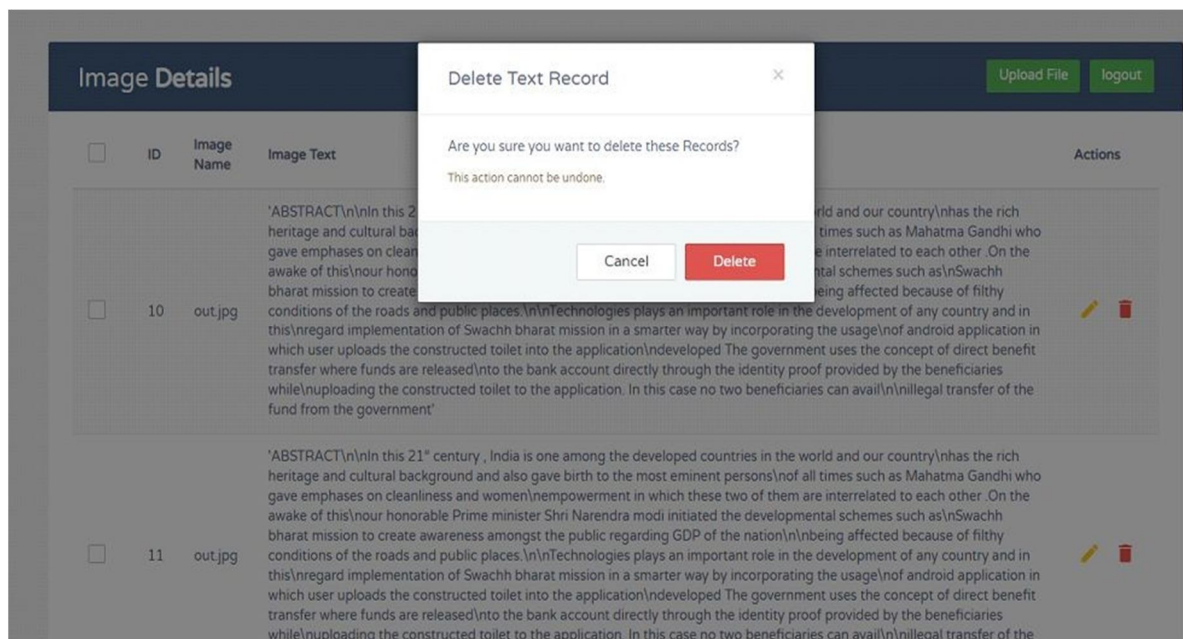 Image Details
Upload File
logout
Delete Text Record
×
Are you sure you want to delete these Records?
This action cannot be undone.
Cancel
Delete
ID
Image
Name
Image Text
Actions
10
out.jpg
'ABSTRACT\n\nIn this 2 rld and our country\nhas the rich
heritage and cultural bac times such as Mahatma Gandhi who
gave emphases on clean e interrelated to each other .On the
awake of this\nour hono ntal schemes such as\nSwachh
bharat mission to create being affected because of filthy
conditions of the roads and public places.\n\nTechnologies plays an important role in the development of any country and in
this\nregard implementation of Swachh bharat mission in a smarter way by incorporating the usage\nof android application in
which user uploads the constructed toilet into the application\ndeveloped The government uses the concept of direct benefit
transfer where funds are released\nto the bank account directly through the identity proof provided by the beneficiaries
while\nuploading the constructed toilet to the application. In this case no two beneficiaries can avail\n\nillegal transfer of the
fund from the government'
11
out.jpg
'ABSTRACT\n\nIn this 21" century , India is one among the developed countries in the world and our country\nhas the rich
heritage and cultural background and also gave birth to the most eminent persons\nof all times such as Mahatma Gandhi who
gave emphases on cleanliness and women\nempowerment in which these two of them are interrelated to each other .On the
awake of this\nour honorable Prime minister Shri Narendra modi initiated the developmental schemes such as\nSwachh
bharat mission to create awareness amongst the public regarding GDP of the nation\n\nbeing affected because of filthy
conditions of the roads and public places.\n\nTechnologies plays an important role in the development of any country and in
this\nregard implementation of Swachh bharat mission in a smarter way by incorporating the usage\nof android application in
which user uploads the constructed toilet into the application\ndeveloped The government uses the concept of direct benefit
transfer where funds are released\nto the bank account directly through the identity proof provided by the beneficiaries
while\nuploading the constructed toilet to the application. In this case no two beneficiaries can avail\n\nillegal transfer of the